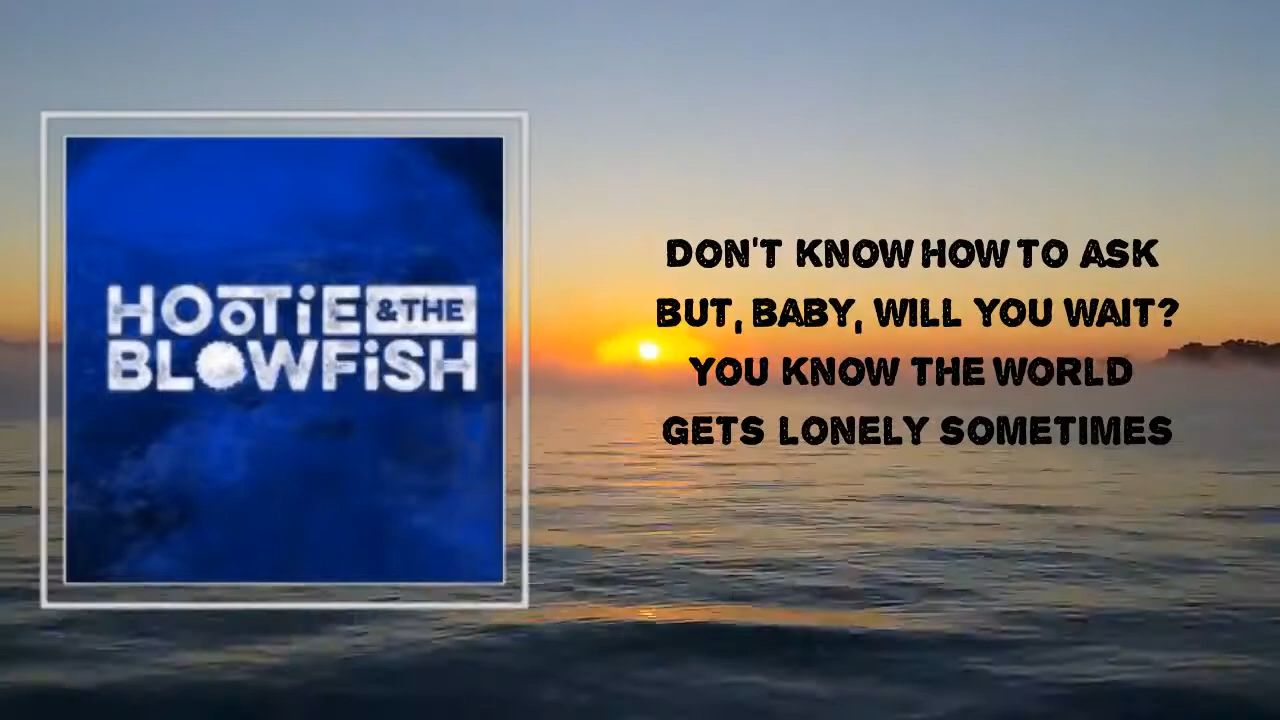 HOOTiE & THE
BLOWFiSH
DON'T KNOW HOW TO ASK
BUT, BABY, WILL YOU WAIT?
YOU KNOW THE WORLD
GETS LONELY SOMETIMES